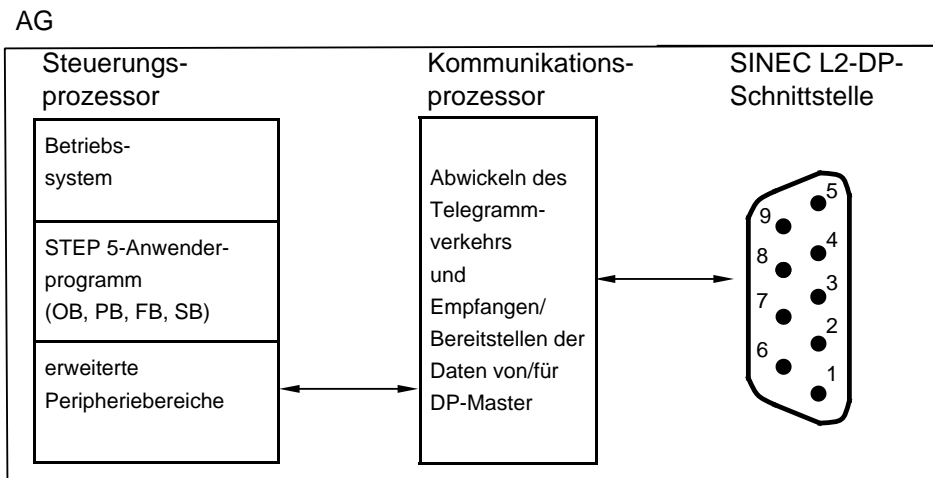 AG
Steuerungs-
prozessor
Betriebs-
system
STEP 5-Anwender-
programm
(OB, PB, FB, SB)
erweiterte
Peripheriebereiche
Kommunikations-
prozessor
Abwickeln des
Telegramm-
verkehrs
und
Empfangen/
Bereitstellen der
Daten von/für
DP-Master
SINEC L2-DP-
Schnittstelle
5
9
4
8
3
7
2
6
1